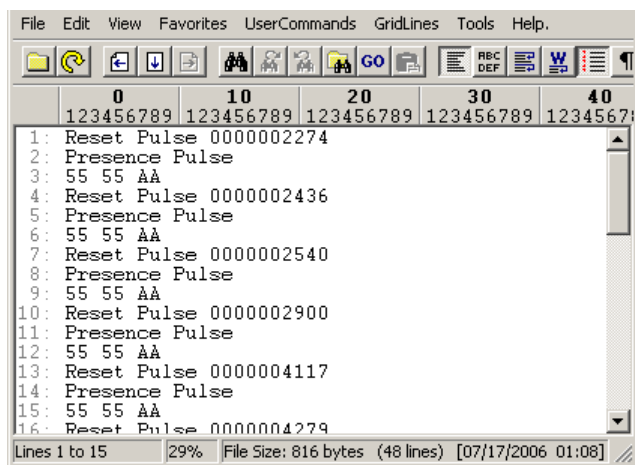 File Edit View Favorites UserCommands GridLines Tools Help.
GO ABC DEF W ¶
0 10 20 30 40
123456789 123456789 123456789 123456789 1234567
1: Reset Pulse 0000002274
2: Presence Pulse
3: 55 55 AA
4: Reset Pulse 0000002436
5: Presence Pulse
6: 55 55 AA
7: Reset Pulse 0000002540
8: Presence Pulse
9: 55 55 AA
10: Reset Pulse 0000002900
11: Presence Pulse
12: 55 55 AA
13: Reset Pulse 0000004117
14: Presence Pulse
15: 55 55 AA
16: Reset Pulse 0000004279
Lines 1 to 15 29% File Size: 816 bytes (48 lines) [07/17/2006 01:08]